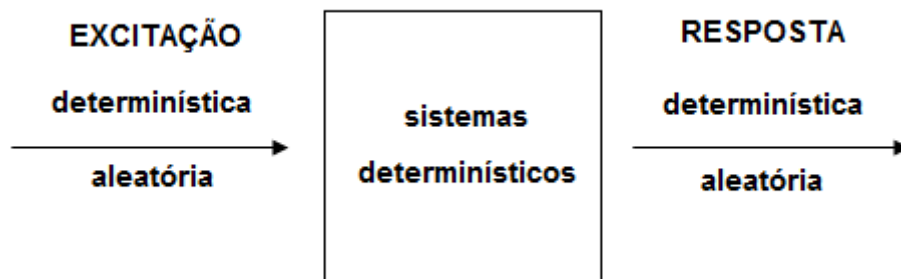 EXCITAÇÃO
determinística
aleatória
sistemas
determinísticos
RESPOSTA
determinística
aleatória